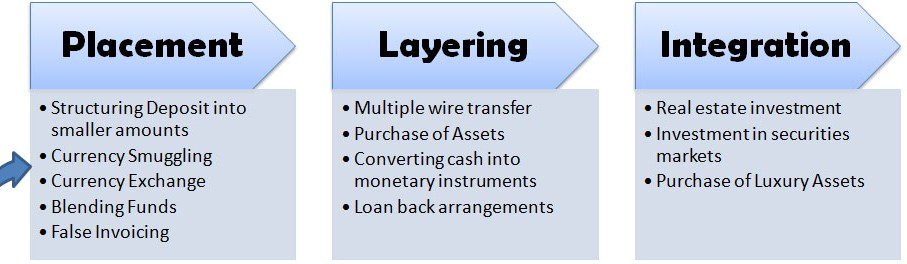 Placement
• Structuring Deposit into
smaller amounts
• Currency Smuggling
• Currency Exchange
• Blending Funds
• False Invoicing
Layering
• Multiple wire transfer
• Purchase of Assets
• Converting cash into
monetary instruments
• Loan back arrangements
Integration
• Real estate investment
• Investment in securities
markets
• Purchase of Luxury Assets